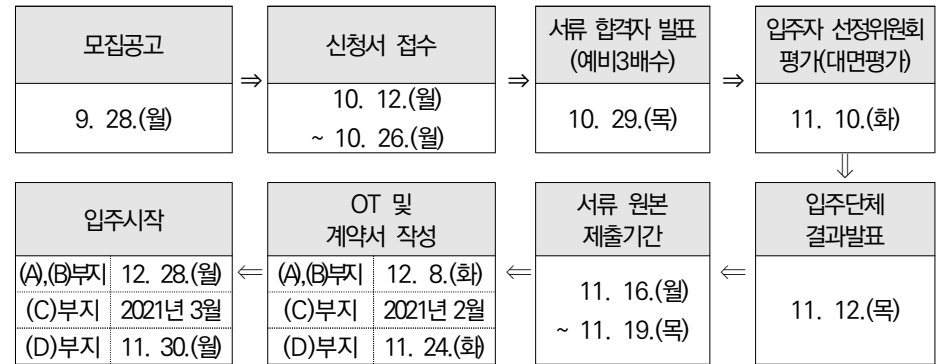 모집공고
9. 28.(월)
⇒
신청서 접수
10. 12.(월)
~ 10. 26.(월)
⇒
서류 합격자 발표
(예비3배수)
10. 29.(목)
⇒
입주자 선정위원회
평가(대면평가)
11. 10.(화)
⇓
입주단체
결과발표
11. 12.(목)
⇐
서류 원본
제출기간
11. 16.(월)
~ 11. 19.(목)
⇐
OT 및
계약서 작성
(A),(B)부지 12. 8.(화)
(C)부지 2021년 2월
(D)부지 11. 24.(화)
⇐
입주시작
(A),(B)부지 12. 28.(월)
(C)부지 2021년 3월
(D)부지 11. 30.(월)